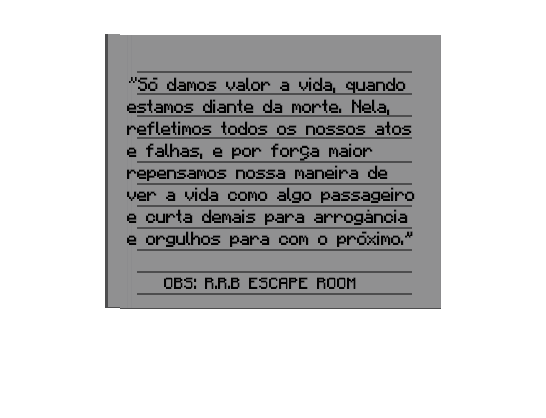 "Só damos valor a vida, quando
estamos diante da morte. Nela,
refletimos todos os nossos atos
e falhas, e por força maior
repensamos nossa maneira de
ver a vida como algo passageiro
e curta demais para arrogância
e orgulhos para com o próximo."
OBS: R.R.B ESCAPE ROOM